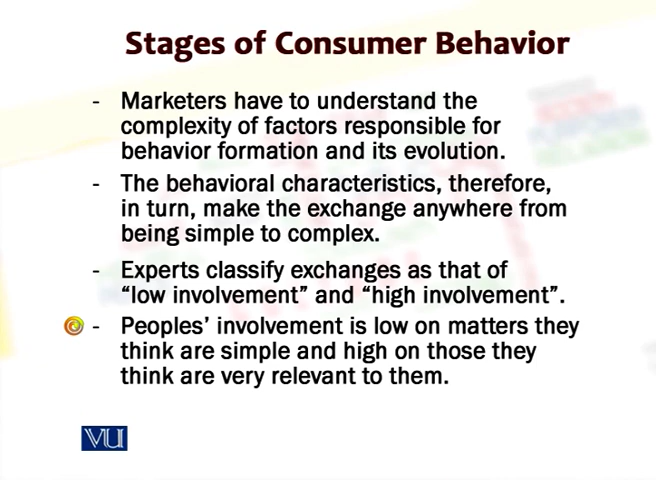 Stages of Consumer Behavior
- Marketers have to understand the
complexity of factors responsible for
behavior formation and its evolution.
- The behavioral characteristics, therefore,
in turn, make the exchange anywhere from
being simple to complex.
- Experts classify exchanges as that of
“low involvement” and “high involvement”.
- Peoples’ involvement is low on matters they
think are simple and high on those they
think are very relevant to them.
VU